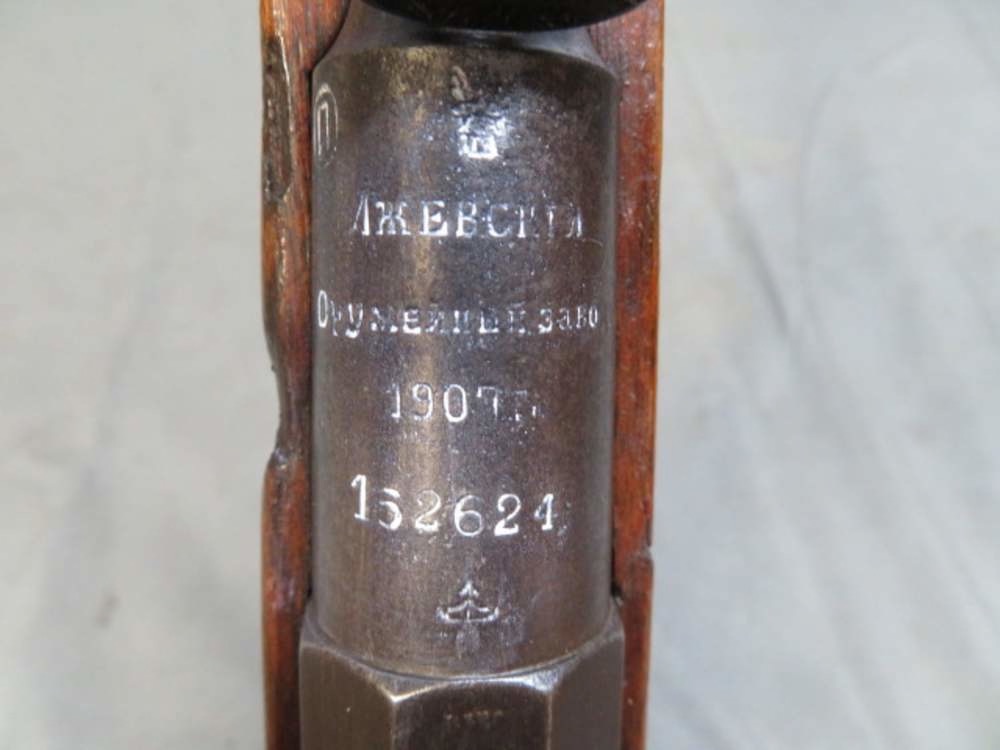 П
ИЖЕВСКIЙ
Оружейный заво
1907г.
152624